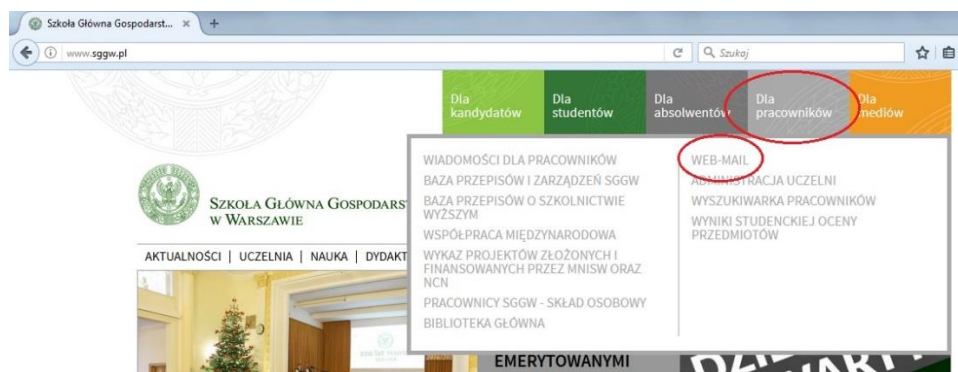 Szkoła Główna Gospodarst...
www.sggw.pl
Szukaj
Dla
kandydatów
Dla
studentów
Dla
absolwentów
Dla
pracowników
Dla
mediów
WIADOMOŚCI DLA PRACOWNIKÓW
BAZA PRZEPISÓW I ZARZĄDZEŃ SGGW
BAZA PRZEPISÓW O SZKOLNICTWIE
WYŻSZYM
WSPÓŁPRACA MIĘDZYNARODOWA
WYKAZ PROJEKTÓW ZŁOŻONYCH I
FINANSOWANYCH PRZEZ MNISW ORAZ
NCN
PRACOWNICY SGGW - SKŁAD OSOBOWY
BIBLIOTEKA GŁÓWNA
WEB-MAIL
ADMINISTRACJA UCZELNI
WYSZUKIWARKA PRACOWNIKÓW
WYNIKI STUDENCKIEJ OCENY
PRZEDMIOTÓW
SZKOŁA GŁÓWNA GOSPODARS
W WARSZAWIE
AKTUALNOŚCI | UCZELNIA | NAUKA | DYDAKT
EMERYTOWANYMI